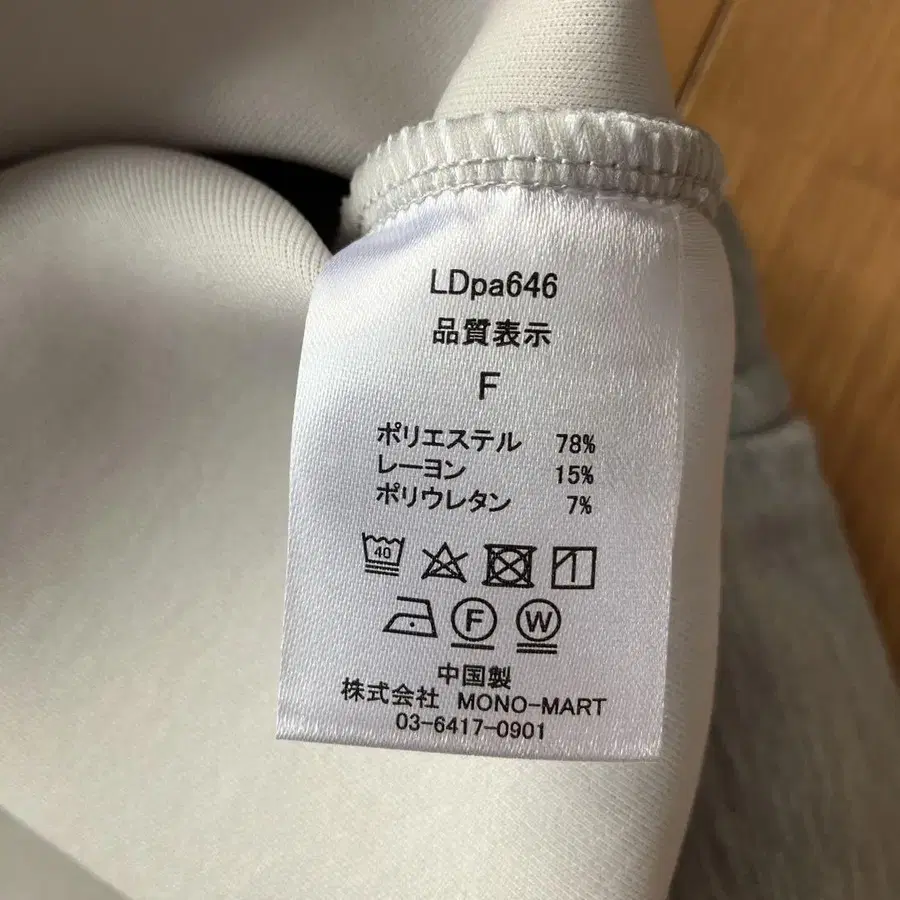 LDpa646
品質表示
F
ポリエステル 78%
レーヨン 15%
ポリウレタン 7%
40
F W
中国製
株式会社 MONO-MART
03-6417-0901